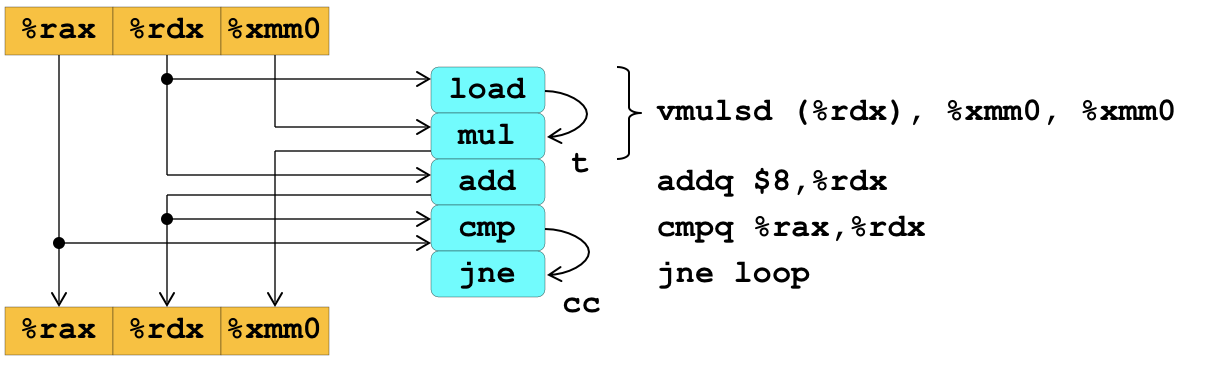 %rax %rdx %xmm0
load
mul
t
add
cmp
jne
cc
vmulsd (%rdx), %xmm0, %xmm0
addq $8,%rdx
cmpq %rax,%rdx
jne loop
%rax %rdx %xmm0